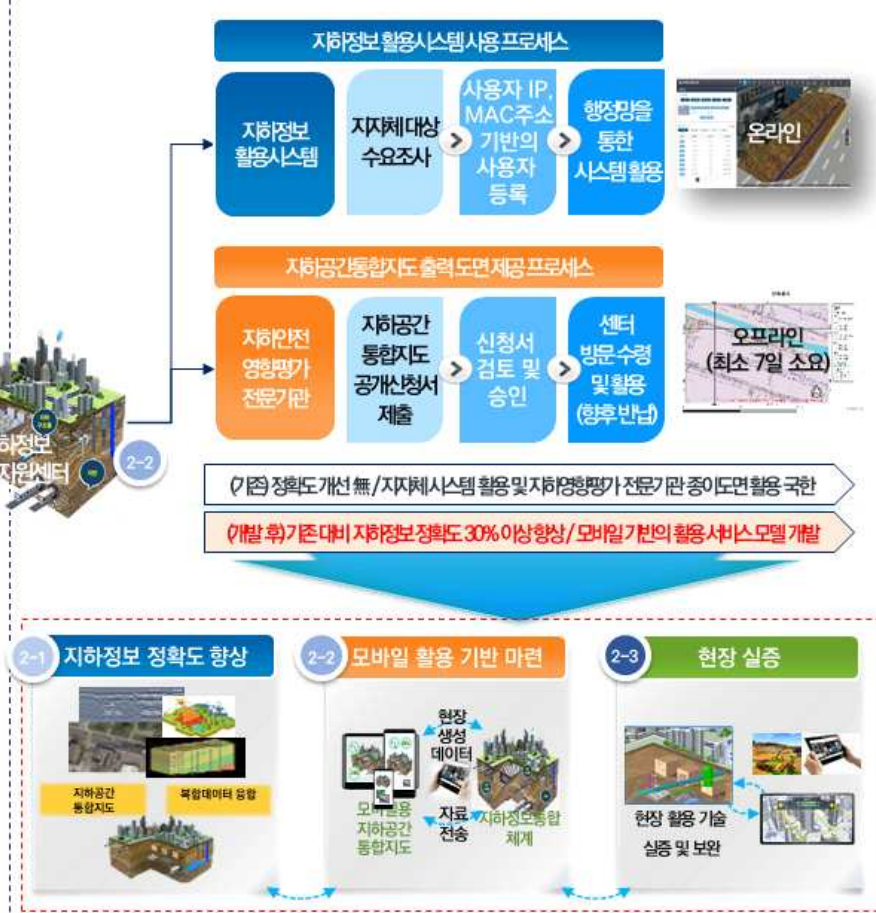 지하정보 활용시스템 사용 프로세스
지하정보
활용시스템
지자체 대상
수요조사
사용자 IP,
MAC주소
기반의
사용자
등록
행정망을
통한
시스템 활용
온라인
지하공간통합지도 출력 도면 제공 프로세스
지하안전
영향평가
전문기관
지하공간
통합지도
공개신청서
제출
신청서
검토 및
승인
센터
방문 수령
및 활용
(향후 반납)
오프라인
(최소 7일 소요)
하정보
지원센터
2-2
(기존) 정확도 개선 無 / 지자체 시스템 활용 및 지하영향평가 전문기관 종이도면 활용 국한
(개발 후) 기존 대비 지하정보 정확도 30% 이상 향상 / 모바일 기반의 활용 서비스 모델 개발
2-1 지하정보 정확도 향상
지하공간
통합지도
복합데이터 융합
2-2 모바일 활용 기반 마련
현장
생성
데이터
자료
전송
모바일용
지하공간
통합지도
지하정보통합
체계
2-3 현장 실증
현장 활용 기술
실증 및 보완